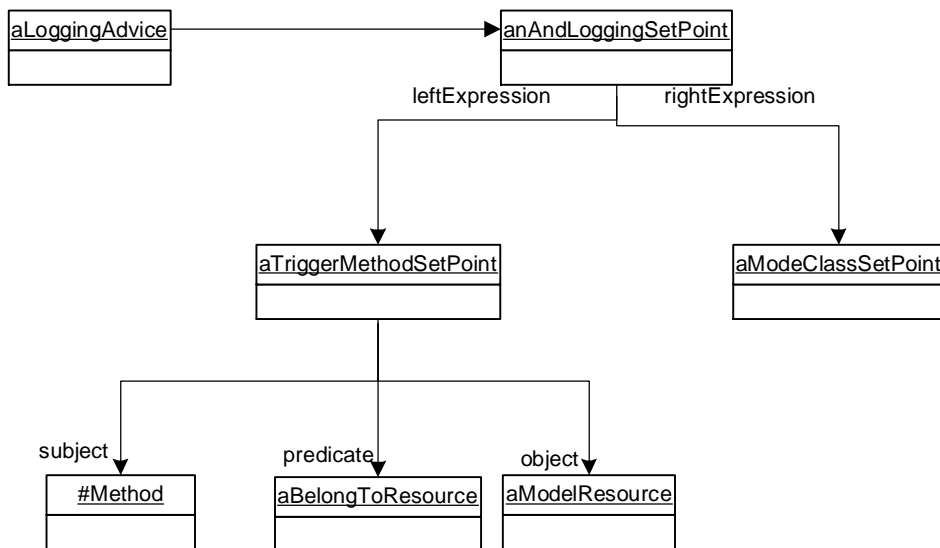 aLoggingAdvice
anAndLoggingSetPoint
leftExpression
rightExpression
aTriggerMethodSetPoint
aModeClassSetPoint
subject
predicate
object
#Method
aBelongToResource
aModelResource